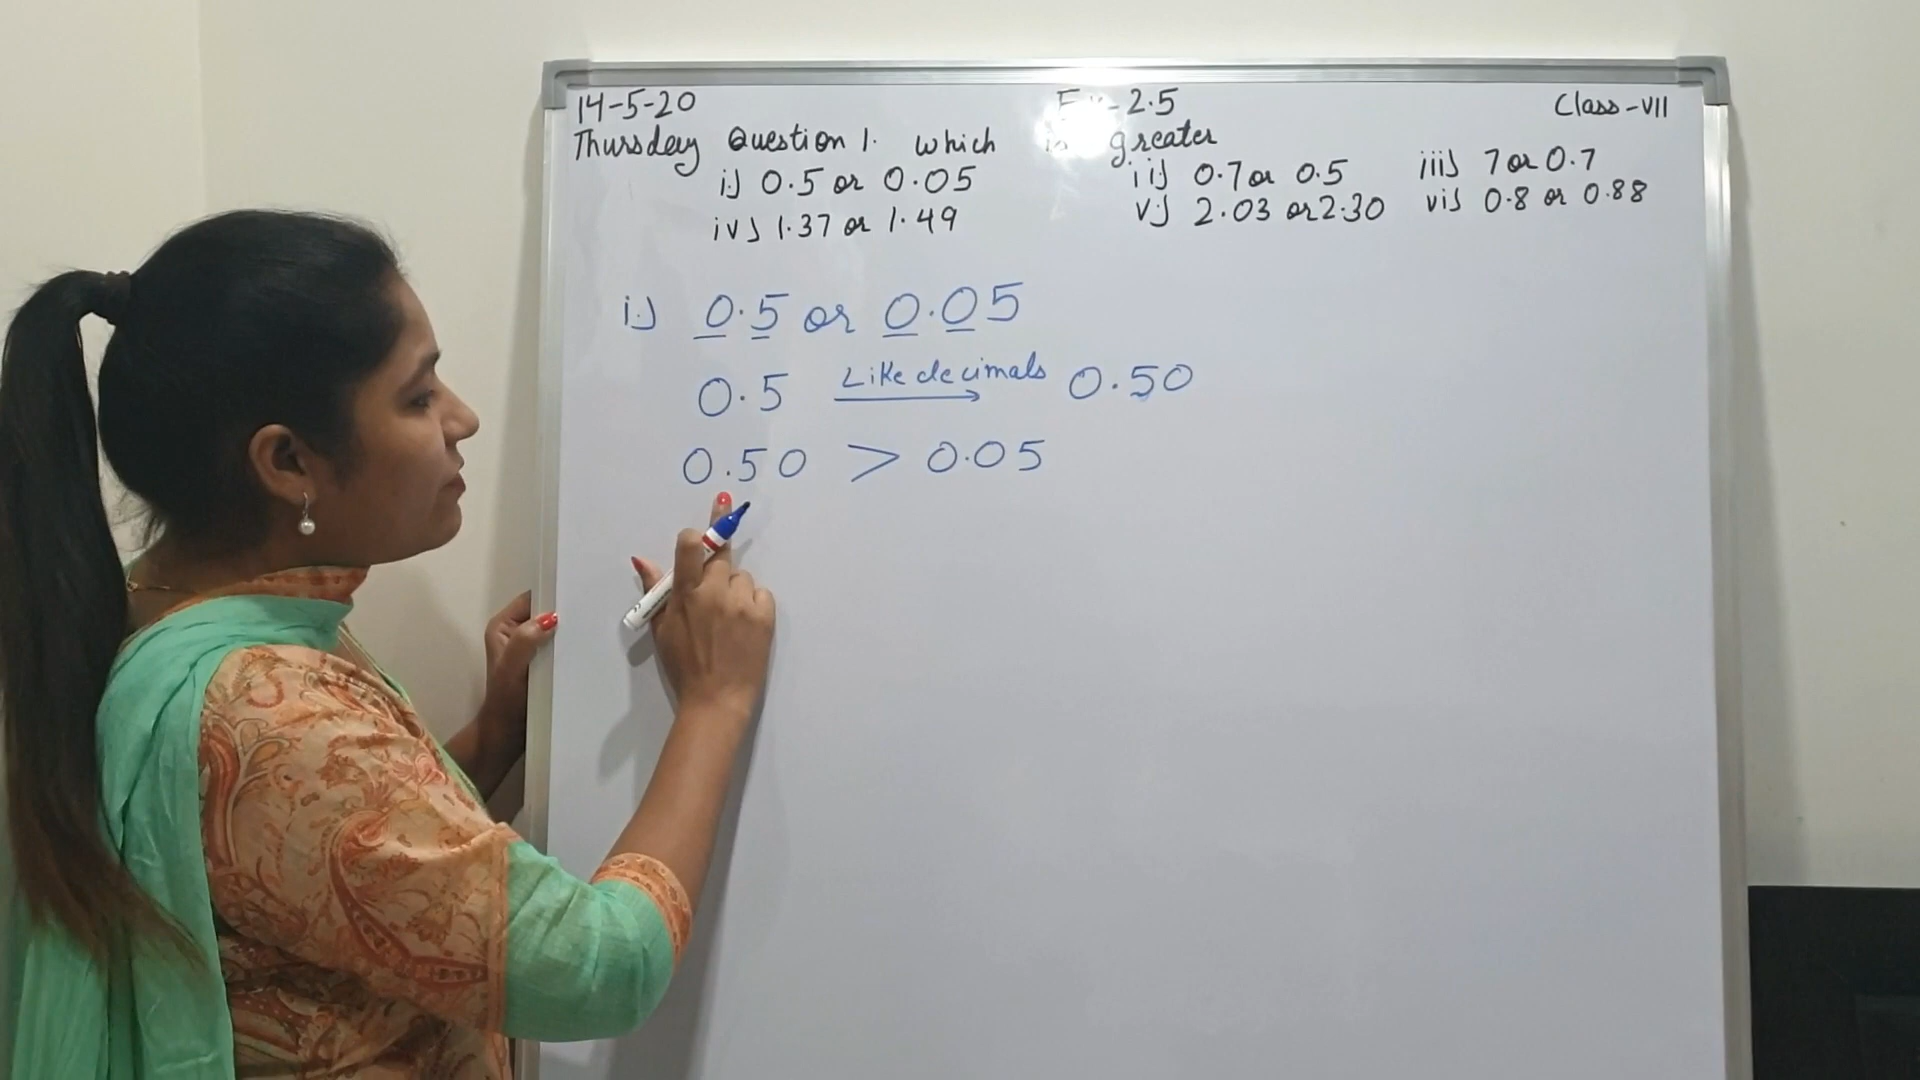 14-5-20 Ex-2.5 Class-VII
Thursday Question 1. which is greater
i) 0.5 or 0.05 ii) 0.7 or 0.5 iii) 7 or 0.7
iv) 1.37 or 1.49 v) 2.03 or 2.30 vi) 0.8 or 0.88
i) 0.5 or 0.05
0.5 Like decimals → 0.50
0.50 > 0.05